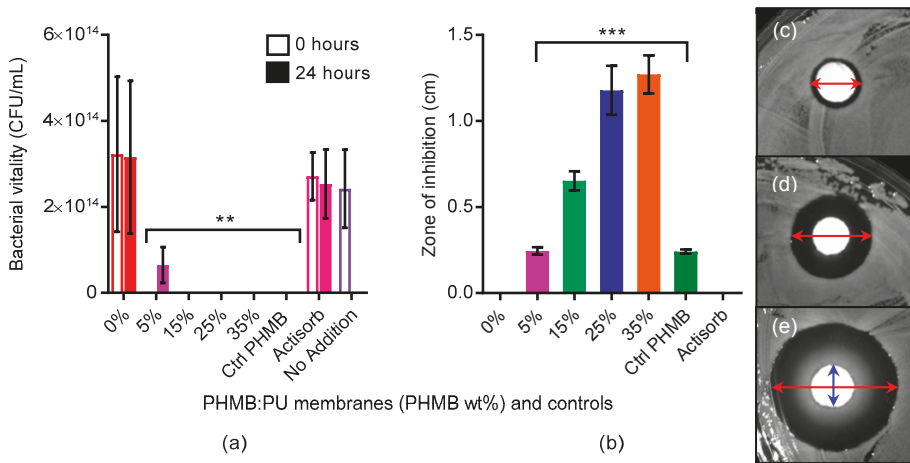 6×10¹⁴
4×10¹⁴
2×10¹⁴
0
Bacterial vitality (CFU/mL)
0 hours
24 hours
**
0%
5%
15%
25%
35%
Ctrl PHMB
Actisorb
No Addition
1.5
1.0
0.5
0.0
Zone of inhibition (cm)
***
0%
5%
15%
25%
35%
Ctrl PHMB
Actisorb
PHMB:PU membranes (PHMB wt%) and controls
(a)
(b)
(c)
(d)
(e)